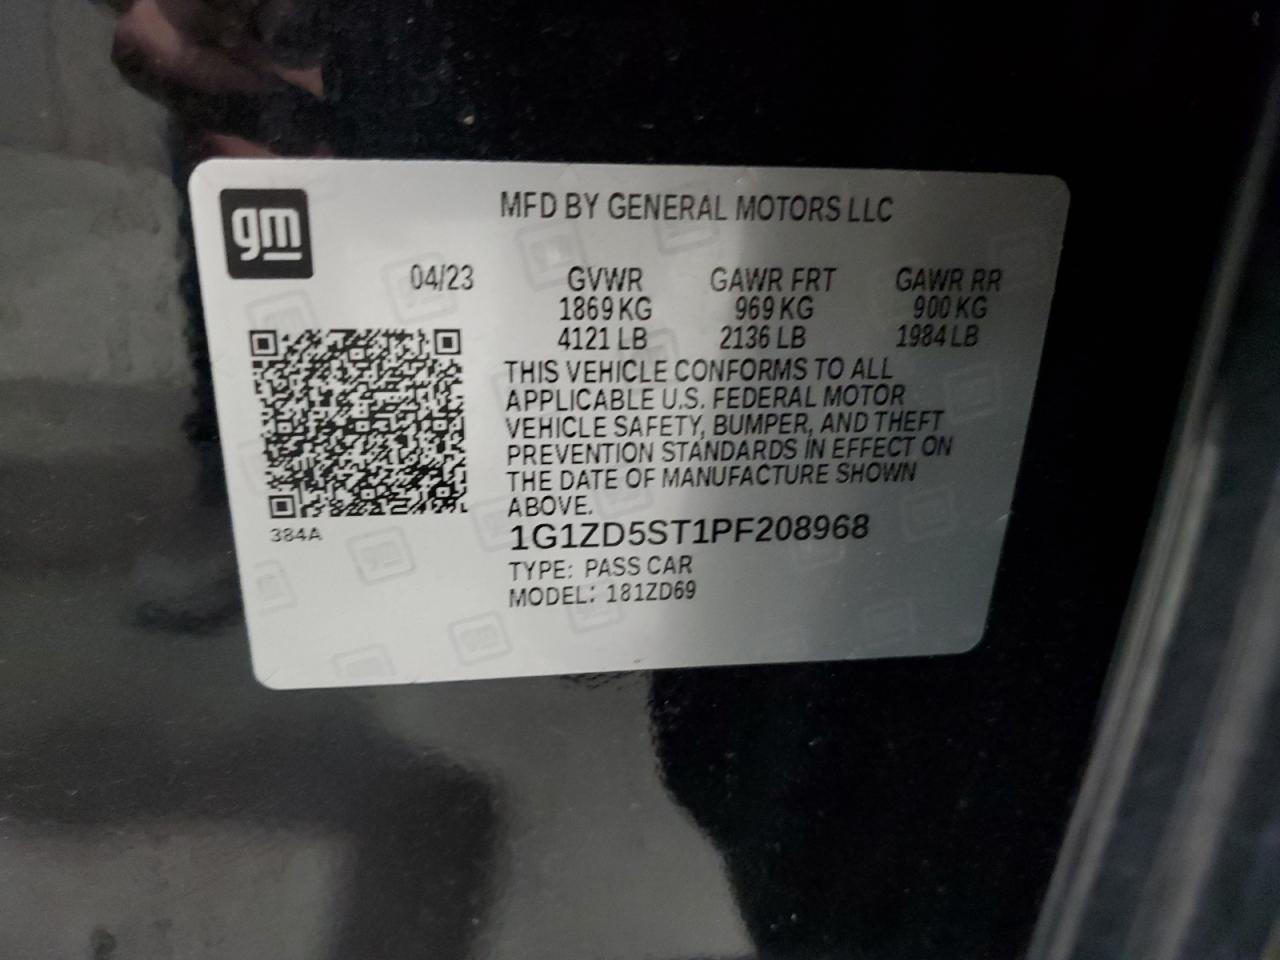 gm
MFD BY GENERAL MOTORS LLC
04/23 GVWR GAWR FRT GAWR RR
1869 KG 969 KG 900 KG
4121 LB 2136 LB 1984 LB
THIS VEHICLE CONFORMS TO ALL
APPLICABLE U.S. FEDERAL MOTOR
VEHICLE SAFETY, BUMPER, AND THEFT
PREVENTION STANDARDS IN EFFECT ON
THE DATE OF MANUFACTURE SHOWN
ABOVE.
384A
1G1ZD5ST1PF208968
TYPE: PASS CAR
MODEL: 181ZD69